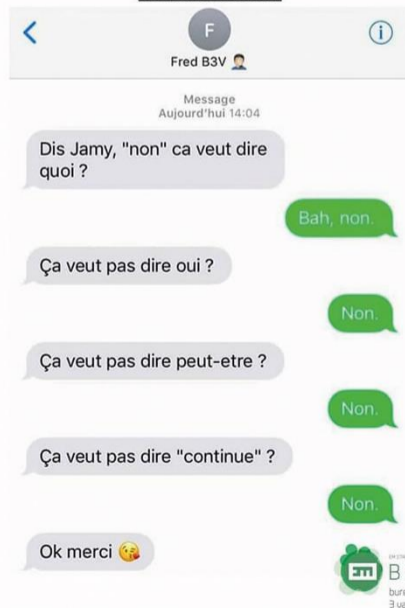 F
Fred B3V
Message
Aujourd'hui 14:04
Dis Jamy, "non" ca veut dire
quoi ?
Bah, non.
Ça veut pas dire oui ?
Non.
Ça veut pas dire peut-etre ?
Non.
Ça veut pas dire "continue" ?
Non.
Ok merci 😘
B